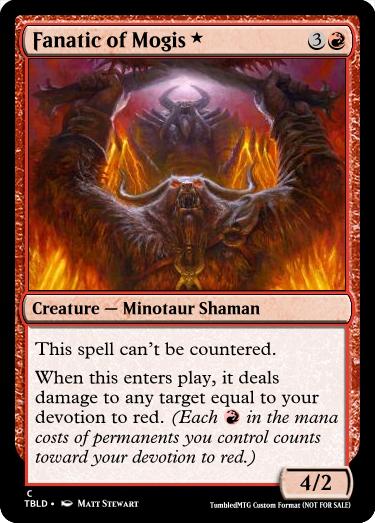 Fanatic of Mogis ★ 3
Creature — Minotaur Shaman
This spell can't be countered.
When this enters play, it deals
damage to any target equal to your
devotion to red. (Each in the mana
costs of permanents you control counts
toward your devotion to red.)
4/2
C
TBLD • Matt Stewart
TumbledMTG Custom Format (NOT FOR SALE)